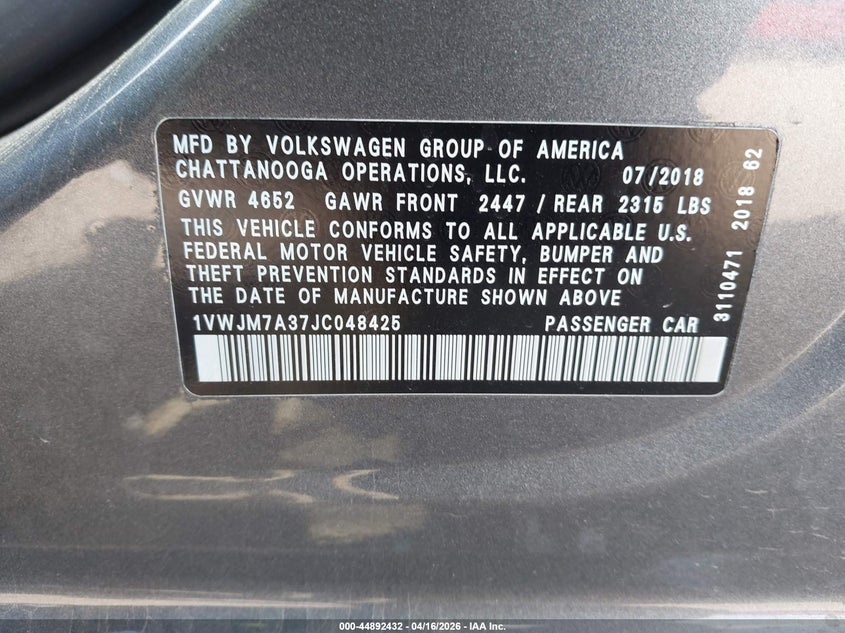 MFD BY VOLKSWAGEN GROUP OF AMERICA
CHATTANOOGA OPERATIONS, LLC. 07/2018
GVWR 4652 GAWR FRONT 2447 / REAR 2315 LBS
THIS VEHICLE CONFORMS TO ALL APPLICABLE U.S.
FEDERAL MOTOR VEHICLE SAFETY, BUMPER AND
THEFT PREVENTION STANDARDS IN EFFECT ON
THE DATE OF MANUFACTURE SHOWN ABOVE
1VWJM7A37JC048425 PASSENGER CAR
3110471 2018 62
000-44892432 - 04/16/2026 - IAA Inc.